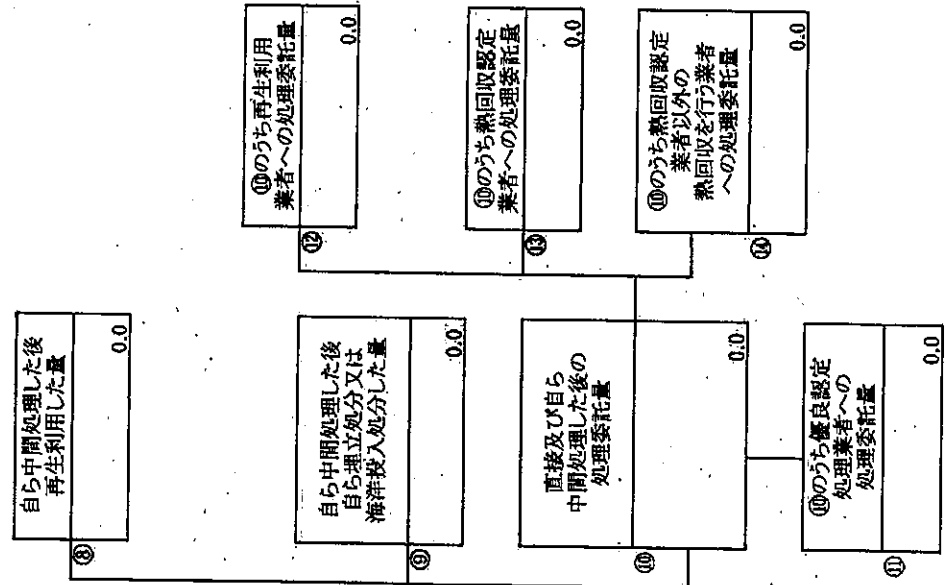 ⑧
自ら中間処理した後
再生利用した量
0.0
⑨
自ら中間処理した後
自ら埋立処分又は
海洋投入処分した量
0.0
⑩
直接及び自ら
中間処理した後の
処理委託量
0.0
⑪
⑩のうち優良認定
処理業者への
処理委託量
0.0
⑫
⑩のうち再生利用
業者への処理委託量
0.0
⑬
⑩のうち熱回収認定
業者への処理委託量
0.0
⑭
⑩のうち熱回収認定
業者以外の
熱回収を行う業者
への処理委託量
0.0